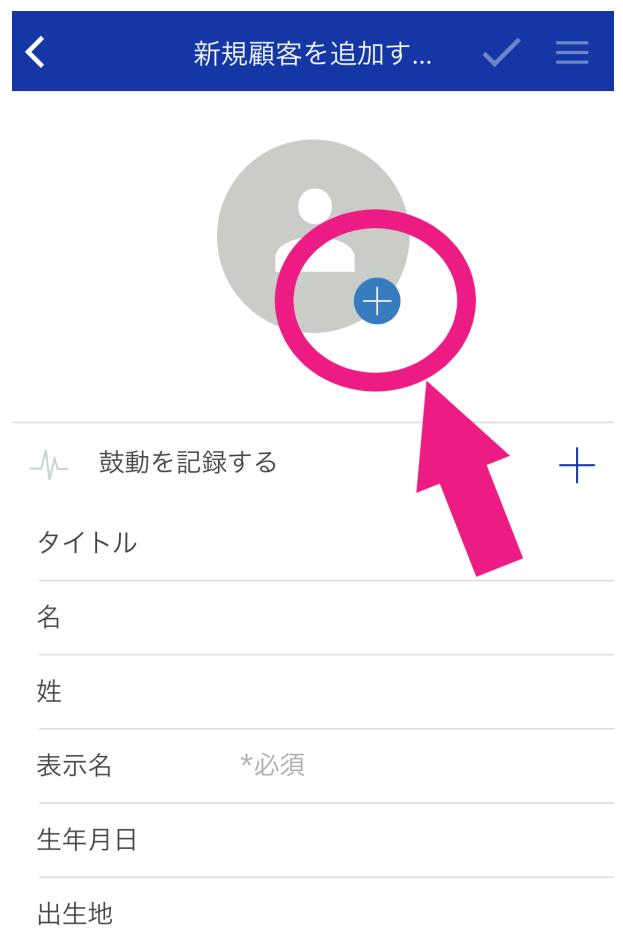 新規顧客を追加す...
鼓動を記録する
タイトル
名
姓
表示名 *必須
生年月日
出生地